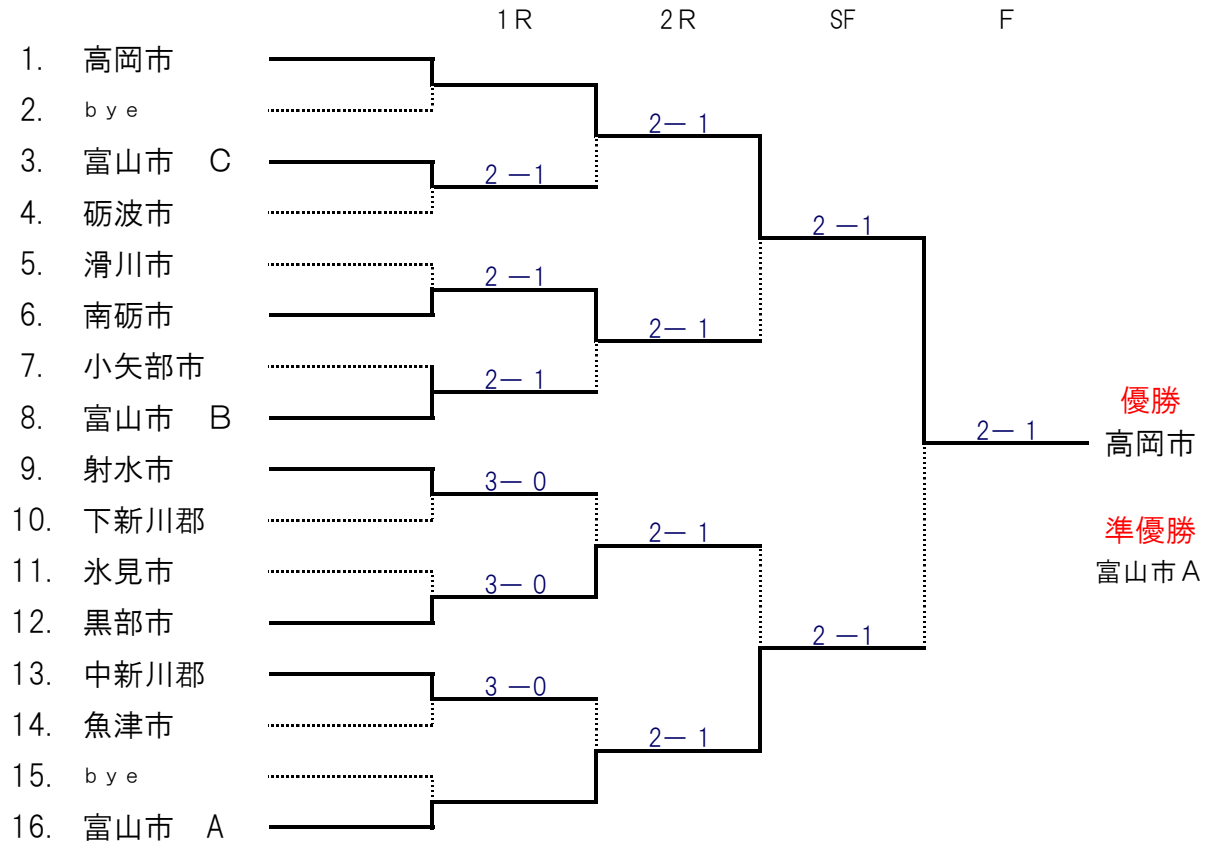 1R 2R SF F
1. 高岡市
2. ｂｙｅ
2— 1
3. 富山市　C
2 —1
4. 砺波市
2 —1
5. 滑川市
2 —1
6. 南砺市
2— 1
7. 小矢部市
2— 1
優勝
8. 富山市　B
2— 1
高岡市
9. 射水市
3— 0
10. 下新川郡
2— 1
準優勝
11. 氷見市
3— 0
富山市Ａ
12. 黒部市
2 —1
13. 中新川郡
3 —0
14. 魚津市
2— 1
15. ｂｙｅ
16. 富山市　A